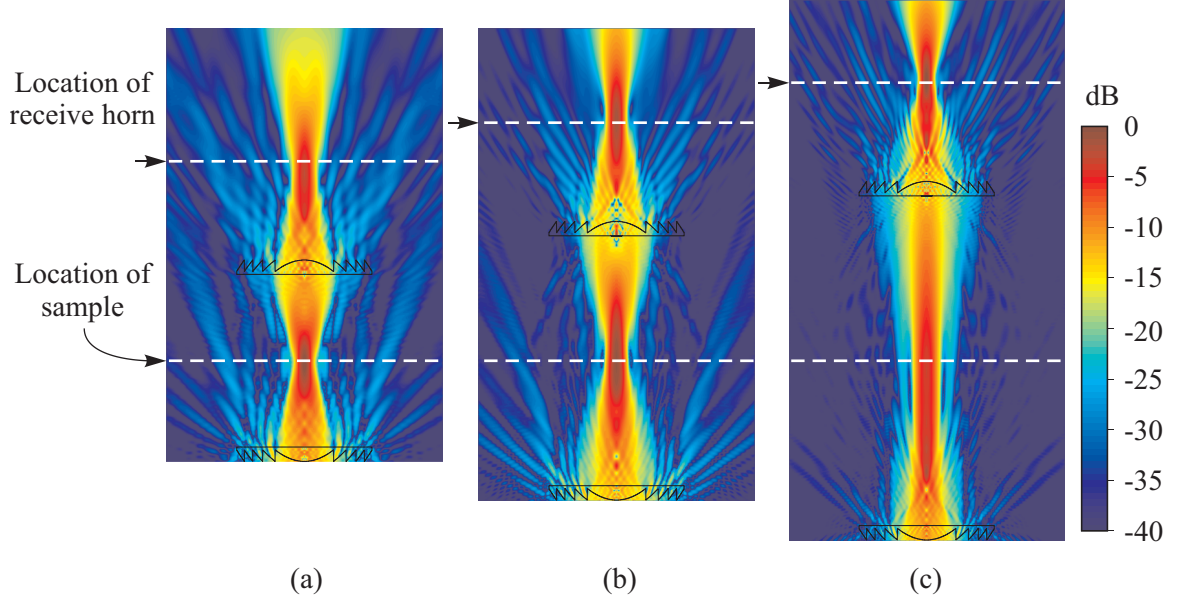 Location of
receive horn
Location of
sample
dB
0
-5
-10
-15
-20
-25
-30
-35
-40
(a)
(b)
(c)